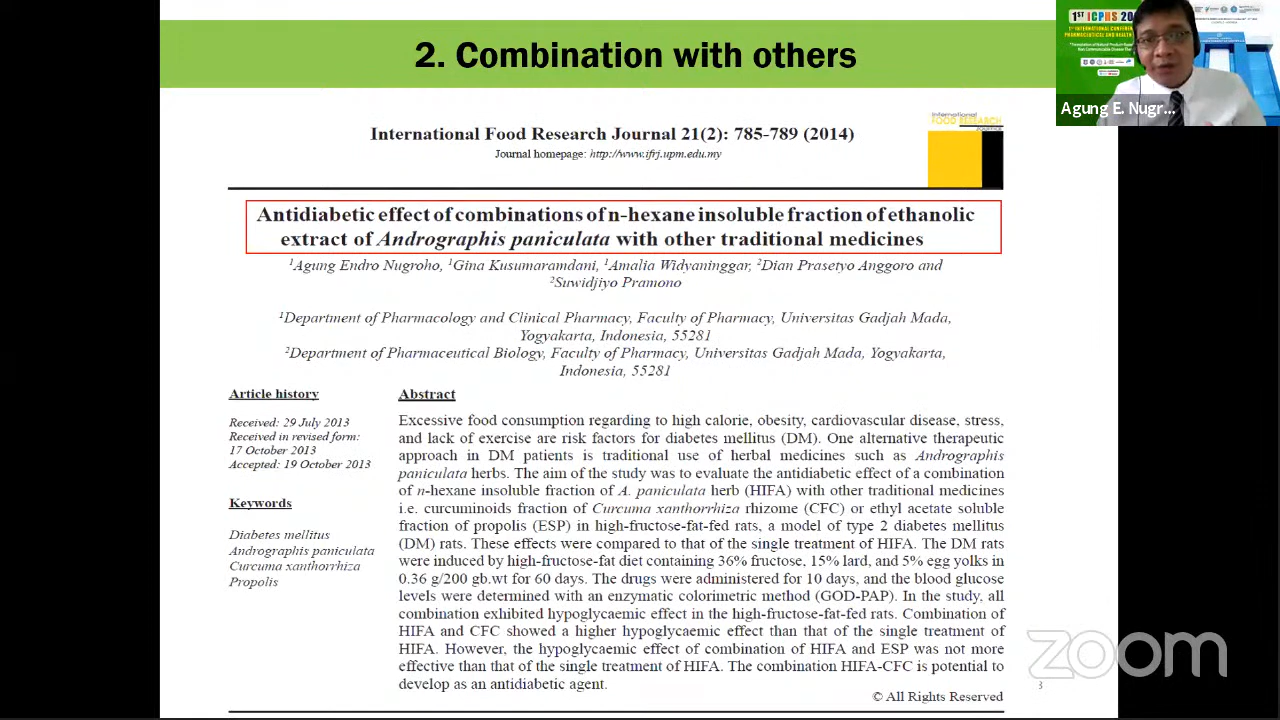 2. Combination with others
1ST ICPHS 20
Agung E. Nugr...
International Food Research Journal 21(2): 785-789 (2014)
Journal homepage: http://www.ifrj.upm.edu.my
International
FOOD RESEARCH
Journal
Antidiabetic effect of combinations of n-hexane insoluble fraction of ethanolic
extract of Andrographis paniculata with other traditional medicines
¹Agung Endro Nugroho, ¹Gina Kusumaramdani, ¹Amalia Widyaninggar, ²Dian Prasetyo Anggoro and
²Suwidjiyo Pramono
¹Department of Pharmacology and Clinical Pharmacy, Faculty of Pharmacy, Universitas Gadjah Mada,
Yogyakarta, Indonesia, 55281
²Department of Pharmaceutical Biology, Faculty of Pharmacy, Universitas Gadjah Mada, Yogyakarta,
Indonesia, 55281
Article history
Received: 29 July 2013
Received in revised form:
17 October 2013
Accepted: 19 October 2013
Keywords
Diabetes mellitus
Andrographis paniculata
Curcuma xanthorrhiza
Propolis
Abstract
Excessive food consumption regarding to high calorie, obesity, cardiovascular disease, stress,
and lack of exercise are risk factors for diabetes mellitus (DM). One alternative therapeutic
approach in DM patients is traditional use of herbal medicines such as Andrographis
paniculata herbs. The aim of the study was to evaluate the antidiabetic effect of a combination
of n-hexane insoluble fraction of A. paniculata herb (HIFA) with other traditional medicines
i.e. curcuminoids fraction of Curcuma xanthorrhiza rhizome (CFC) or ethyl acetate soluble
fraction of propolis (ESP) in high-fructose-fat-fed rats, a model of type 2 diabetes mellitus
(DM) rats. These effects were compared to that of the single treatment of HIFA. The DM rats
were induced by high-fructose-fat diet containing 36% fructose, 15% lard, and 5% egg yolks in
0.36 g/200 gb.wt for 60 days. The drugs were administered for 10 days, and the blood glucose
levels were determined with an enzymatic colorimetric method (GOD-PAP). In the study, all
combination exhibited hypoglycaemic effect in the high-fructose-fat-fed rats. Combination of
HIFA and CFC showed a higher hypoglycaemic effect than that of the single treatment of
HIFA. However, the hypoglycaemic effect of combination of HIFA and ESP was not more
effective than that of the single treatment of HIFA. The combination HIFA-CFC is potential to
develop as an antidiabetic agent.
© All Rights Reserved
zoom
3